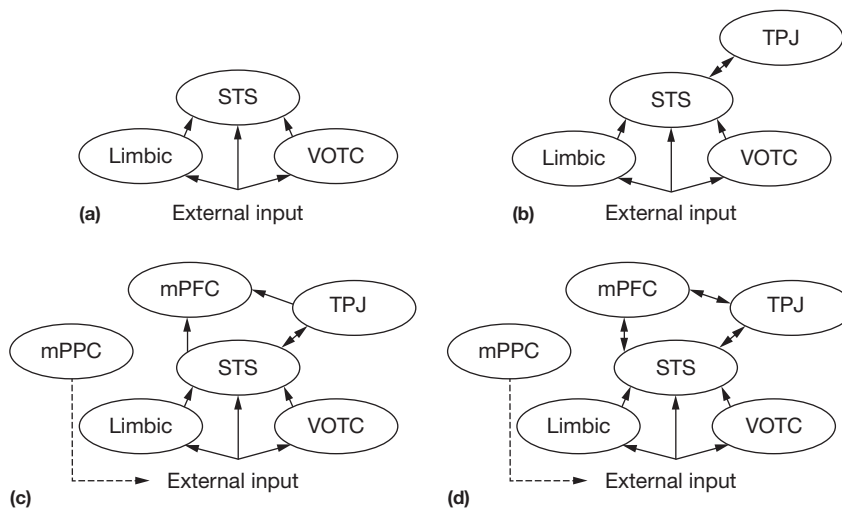 STS
Limbic
VOTC
External input
(a)
TPJ
STS
Limbic
VOTC
External input
(b)
mPFC
TPJ
mPPC
STS
Limbic
VOTC
External input
(c)
mPFC
TPJ
mPPC
STS
Limbic
VOTC
External input
(d)